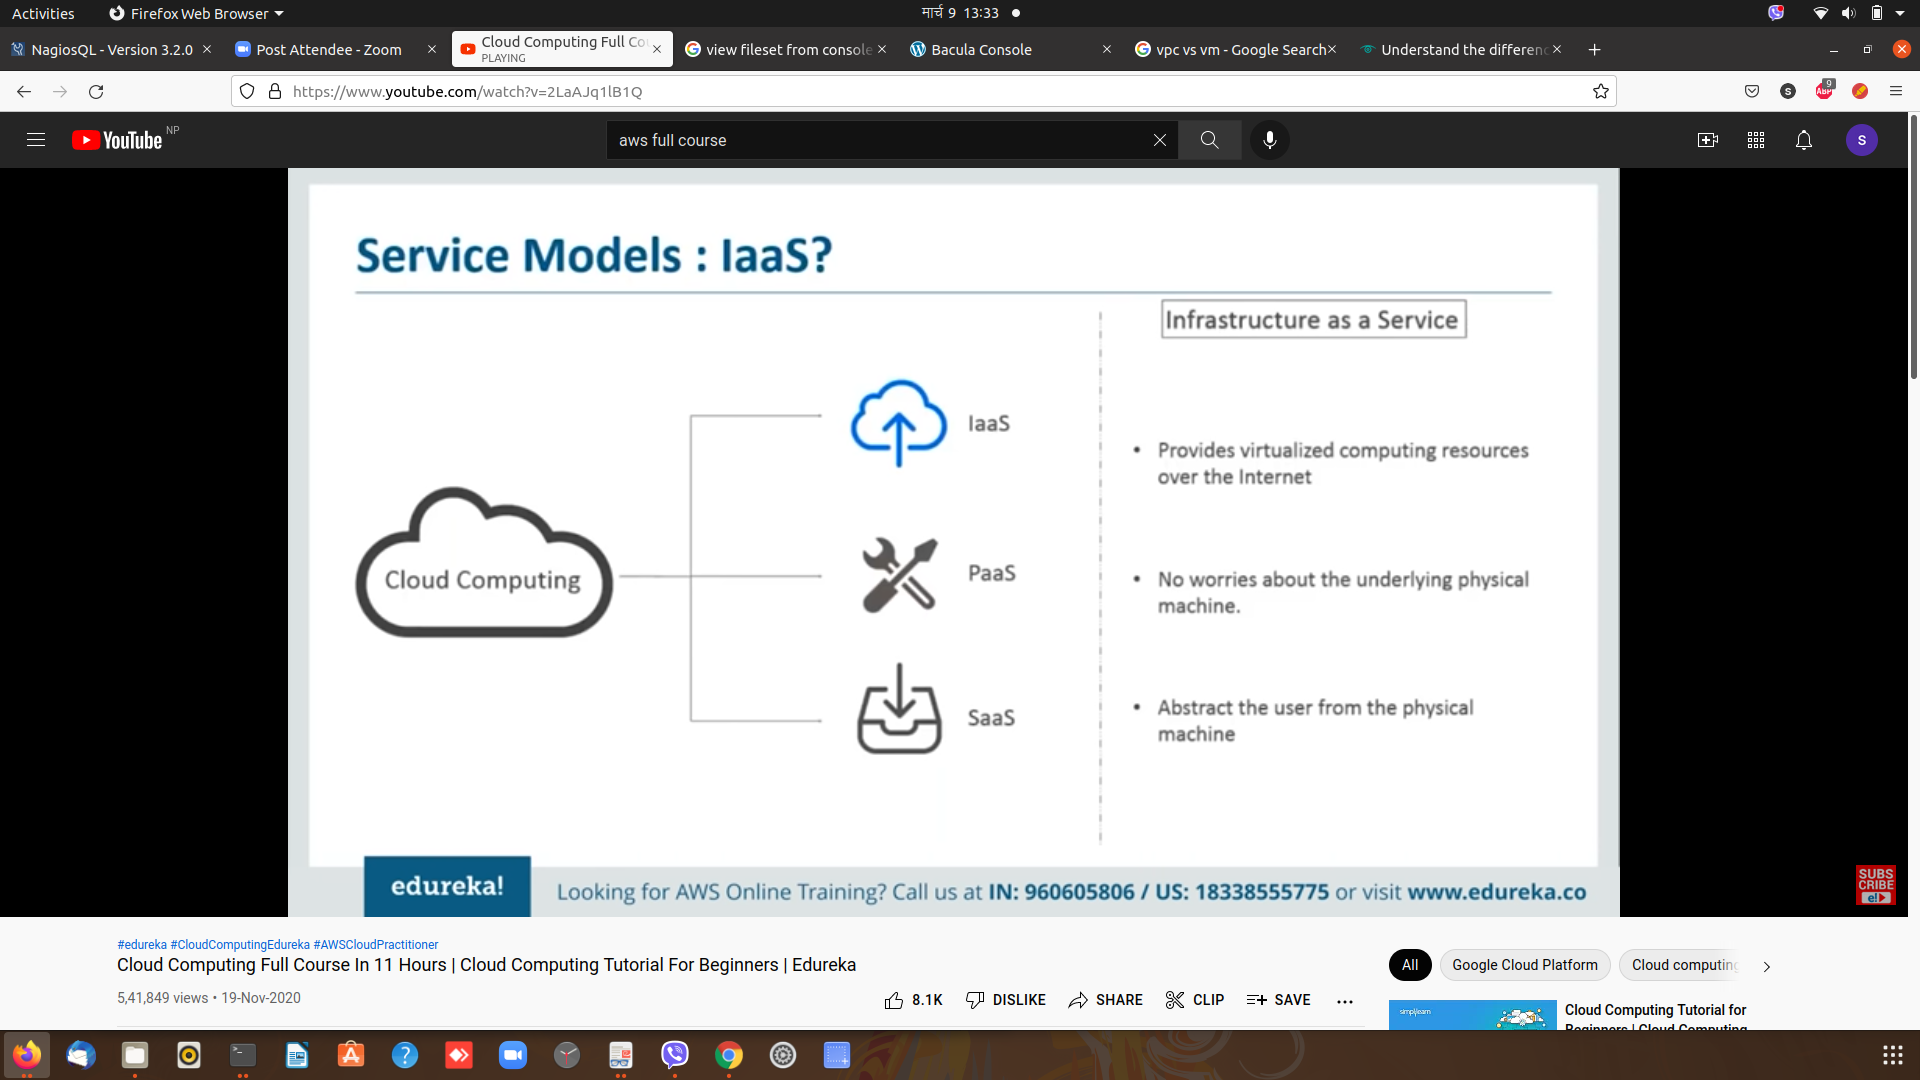 Activities
Firefox Web Browser
मार्च 9 13:33
NagiosQL - Version 3.2.0
Post Attendee - Zoom
Cloud Computing Full Co
PLAYING
view fileset from console
Bacula Console
vpc vs vm - Google Search
Understand the differen
https://www.youtube.com/watch?v=2LaAJq1lB1Q
S
9
ABP
YouTube NP
aws full course
S
Service Models : IaaS?
Infrastructure as a Service
IaaS
Provides virtualized computing resources
over the Internet
Cloud Computing
PaaS
No worries about the underlying physical
machine.
SaaS
Abstract the user from the physical
machine
edureka!
Looking for AWS Online Training? Call us at IN: 960605806 / US: 18338555775 or visit www.edureka.co
SUBS
CRIBE
e!
#edureka #CloudComputingEdureka #AWSCloudPractitioner
Cloud Computing Full Course In 11 Hours | Cloud Computing Tutorial For Beginners | Edureka
5,41,849 views • 19-Nov-2020
8.1K
DISLIKE
SHARE
CLIP
SAVE
All
Google Cloud Platform
Cloud computing
simplilearn
Cloud Computing Tutorial for
Beginners | Cloud Computing